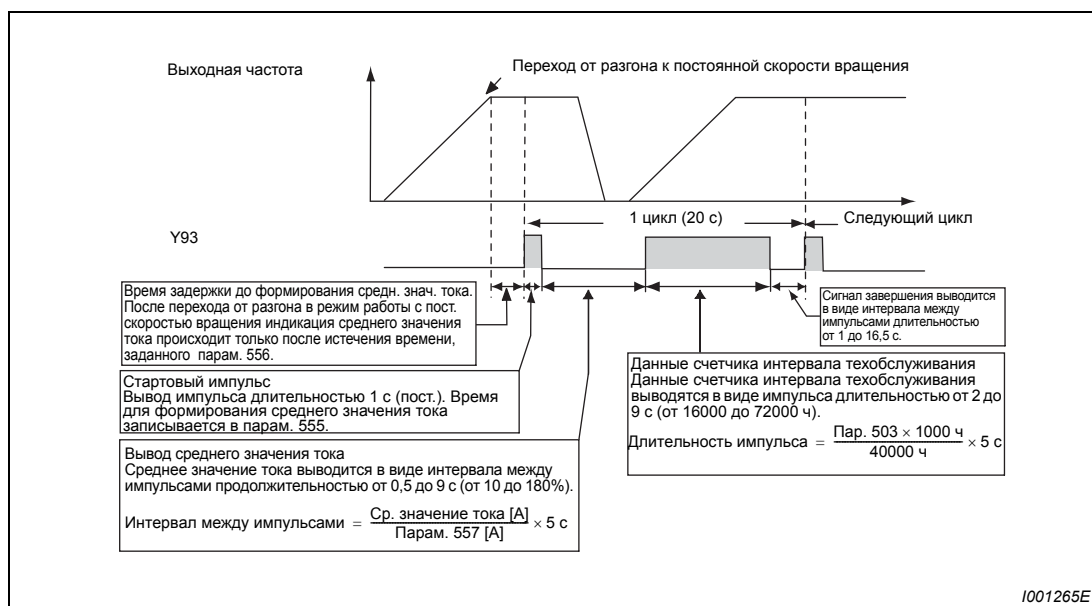 Выходная частота
Переход от разгона к постоянной скорости вращения
1 цикл (20 с)
Следующий цикл
Y93
Время задержки до формирования средн. знач. тока.
После перехода от разгона в режим работы с пост.
скоростью вращения индикация среднего значения
тока происходит только после истечения времени,
заданного парам. 556.
Сигнал завершения выводится
в виде интервала между
импульсами длительностью
от 1 до 16,5 с.
Стартовый импульс
Вывод импульса длительностью 1 с (пост.). Время
для формирования среднего значения тока
записывается в парам. 555.
Данные счетчика интервала техобслуживания
Данные счетчика интервала техобслуживания
выводятся в виде импульса длительностью от 2 до
9 с (от 16000 до 72000 ч).
Длительность импульса = Пар. 503 × 1000 ч / 40000 ч × 5 с
Вывод среднего значения тока
Среднее значение тока выводится в виде интервала между
импульсами продолжительностью от 0,5 до 9 с (от 10 до 180%).
Интервал между импульсами = Ср. значение тока [A] / Парам. 557 [A] × 5 с
I001265E